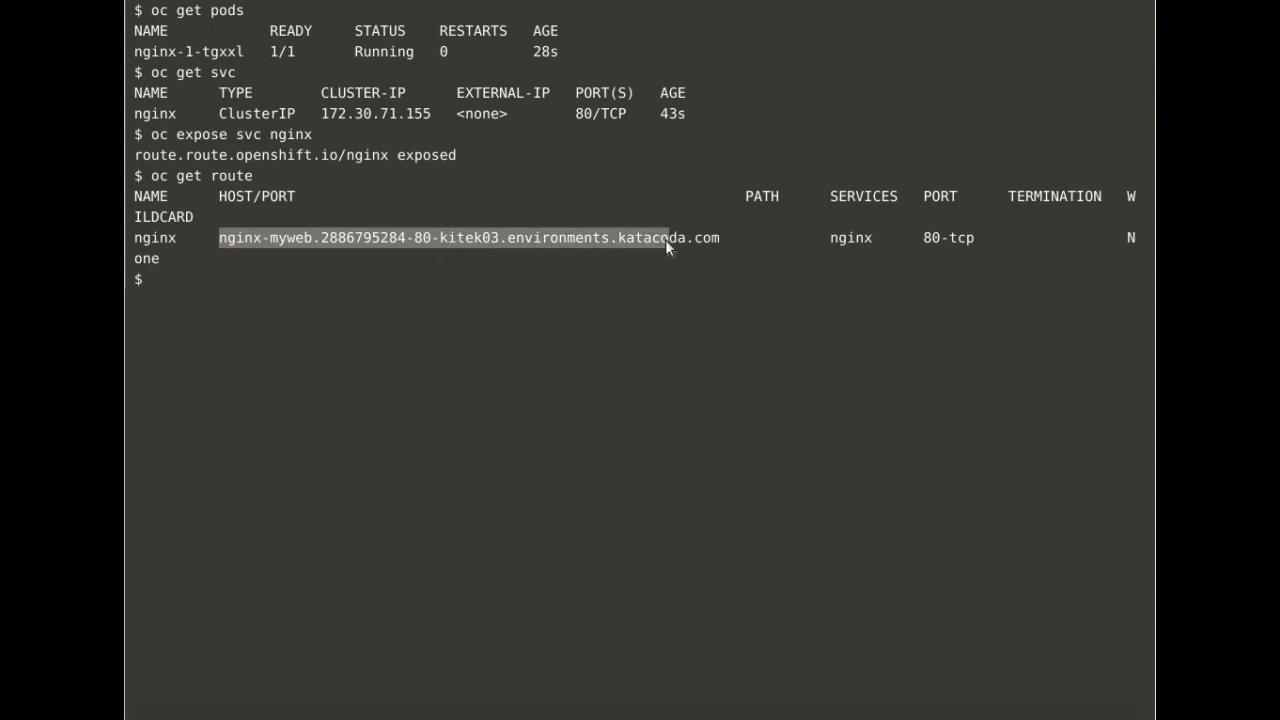 $ oc get pods
NAME            READY     STATUS    RESTARTS   AGE
nginx-1-tgxxl   1/1       Running   0          28s
$ oc get svc
NAME      TYPE        CLUSTER-IP      EXTERNAL-IP   PORT(S)   AGE
nginx     ClusterIP   172.30.71.155   <none>        80/TCP    43s
$ oc expose svc nginx
route.route.openshift.io/nginx exposed
$ oc get route
NAME      HOST/PORT                                                     PATH      SERVICES   PORT      TERMINATION   W
ILDCARD
nginx     nginx-myweb.2886795284-80-kitek03.environments.katacoda.com             nginx      80-tcp                  N
one
$